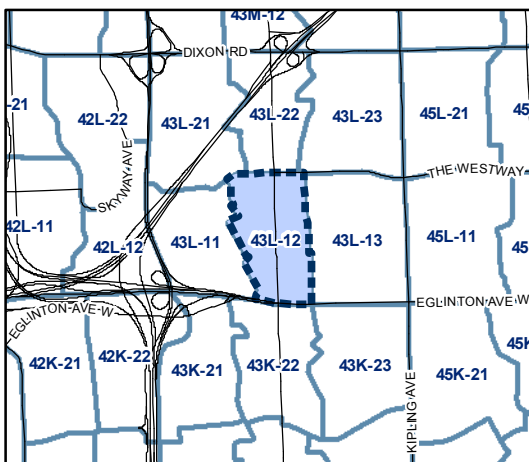 43M-12
DIXON RD
-21
42L-22
43L-21
43L-22
43L-23
45L-21
45
SKYWAY AVE
THE WESTWAY
42L-11
42L-12
43L-11
43L-12
43L-13
45L-11
45
EGLINTON AVE W
EGLINTON AVE W
42K-21
42K-22
43K-21
43K-22
43K-23
45K-21
45K
KIPLING AVE